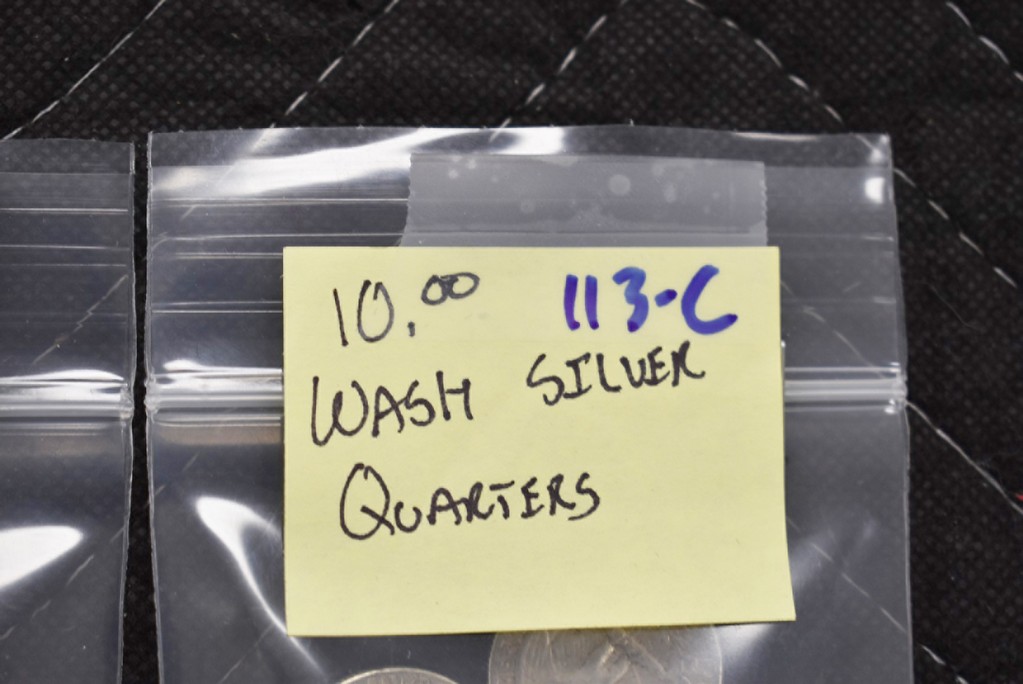 10.00 113-C
WASH SILVER
QUARTERS